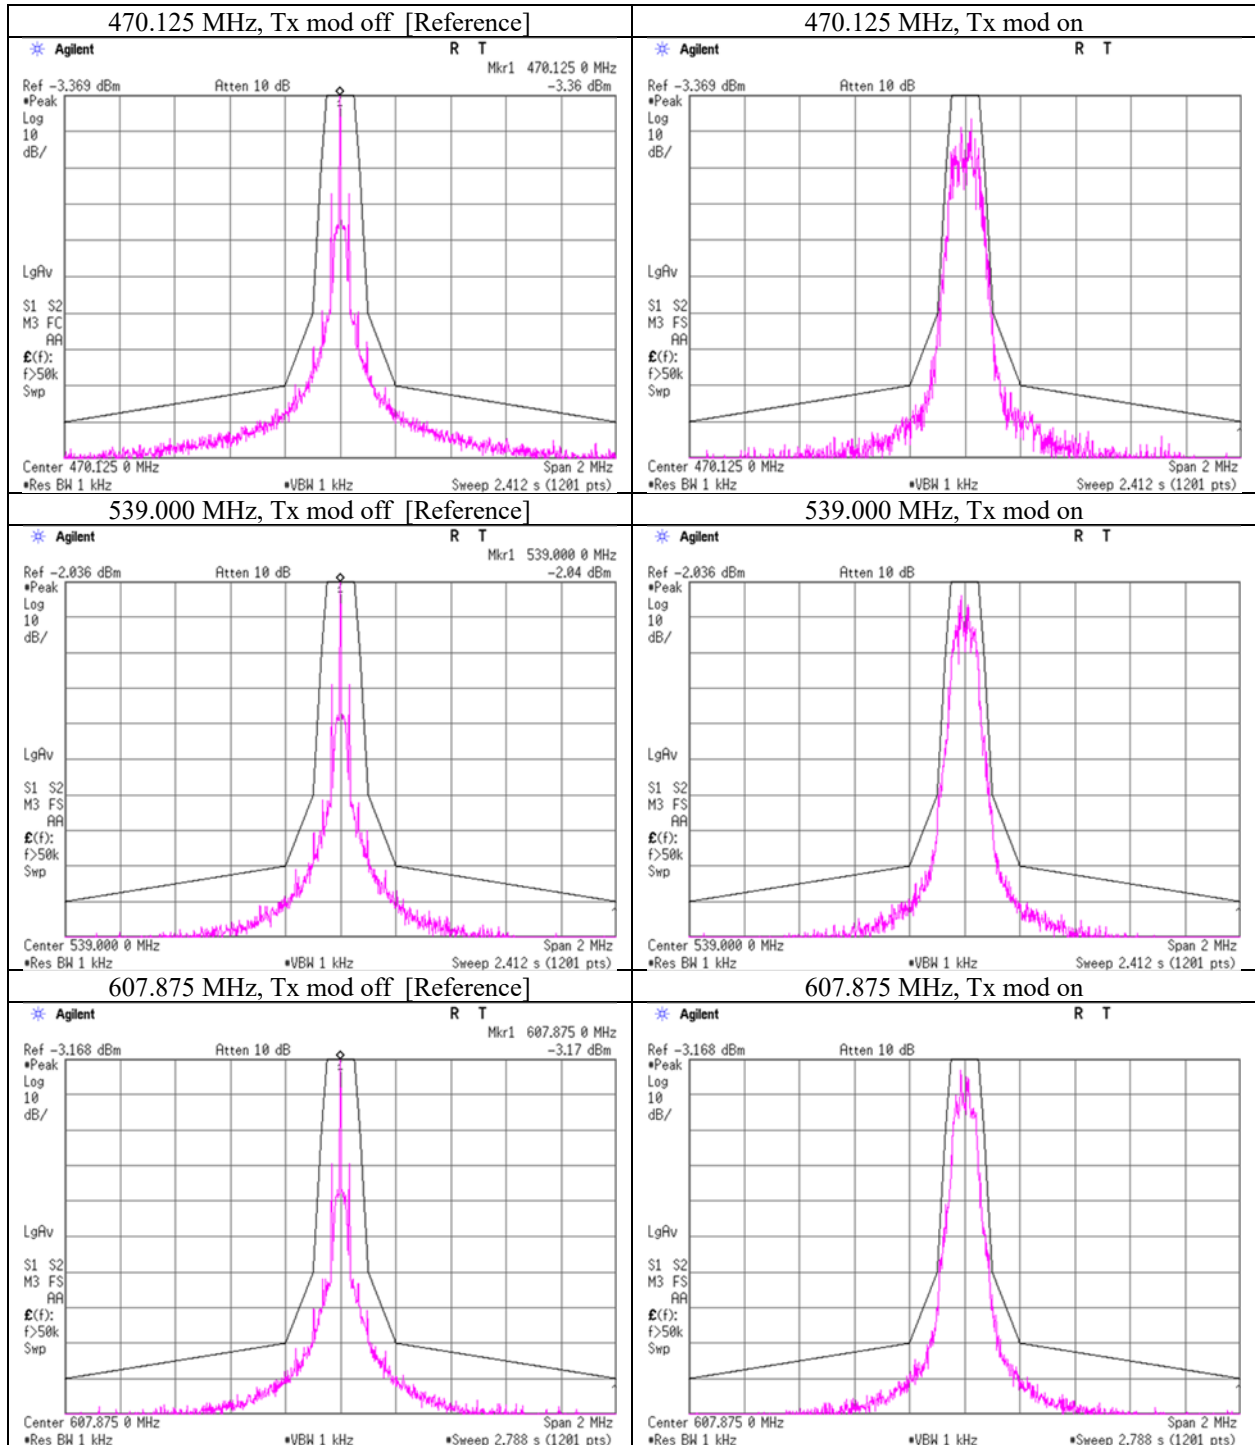 470.125 MHz, Tx mod off [Reference]
Agilent R T
Mkr1 470.125 0 MHz
Ref -3.369 dBm Atten 10 dB -3.36 dBm
*Peak
Log
10
dB/
LgAv
S1 S2
M3 FC
AA
£(f):
f>50k
Swp
Center 470.125 0 MHz Span 2 MHz
*Res BW 1 kHz *VBW 1 kHz Sweep 2.412 s (1201 pts)
470.125 MHz, Tx mod on
Agilent R T
Ref -3.369 dBm Atten 10 dB
*Peak
Log
10
dB/
LgAv
S1 S2
M3 FS
AA
£(f):
f>50k
Swp
Center 470.125 0 MHz Span 2 MHz
*Res BW 1 kHz *VBW 1 kHz Sweep 2.412 s (1201 pts)
539.000 MHz, Tx mod off [Reference]
Agilent R T
Mkr1 539.000 0 MHz
Ref -2.036 dBm Atten 10 dB -2.04 dBm
*Peak
Log
10
dB/
LgAv
S1 S2
M3 FS
AA
£(f):
f>50k
Swp
Center 539.000 0 MHz Span 2 MHz
*Res BW 1 kHz *VBW 1 kHz Sweep 2.412 s (1201 pts)
539.000 MHz, Tx mod on
Agilent R T
Ref -2.036 dBm Atten 10 dB
*Peak
Log
10
dB/
LgAv
S1 S2
M3 FS
AA
£(f):
f>50k
Swp
Center 539.000 0 MHz Span 2 MHz
*Res BW 1 kHz *VBW 1 kHz Sweep 2.412 s (1201 pts)
607.875 MHz, Tx mod off [Reference]
Agilent R T
Mkr1 607.875 0 MHz
Ref -3.168 dBm Atten 10 dB -3.17 dBm
*Peak
Log
10
dB/
LgAv
S1 S2
M3 FS
AA
£(f):
f>50k
Swp
Center 607.875 0 MHz Span 2 MHz
*Res BW 1 kHz *VBW 1 kHz *Sweep 2.788 s (1201 pts)
607.875 MHz, Tx mod on
Agilent R T
Ref -3.168 dBm Atten 10 dB
*Peak
Log
10
dB/
LgAv
S1 S2
M3 FS
AA
£(f):
f>50k
Swp
Center 607.875 0 MHz Span 2 MHz
*Res BW 1 kHz *VBW 1 kHz *Sweep 2.788 s (1201 pts)